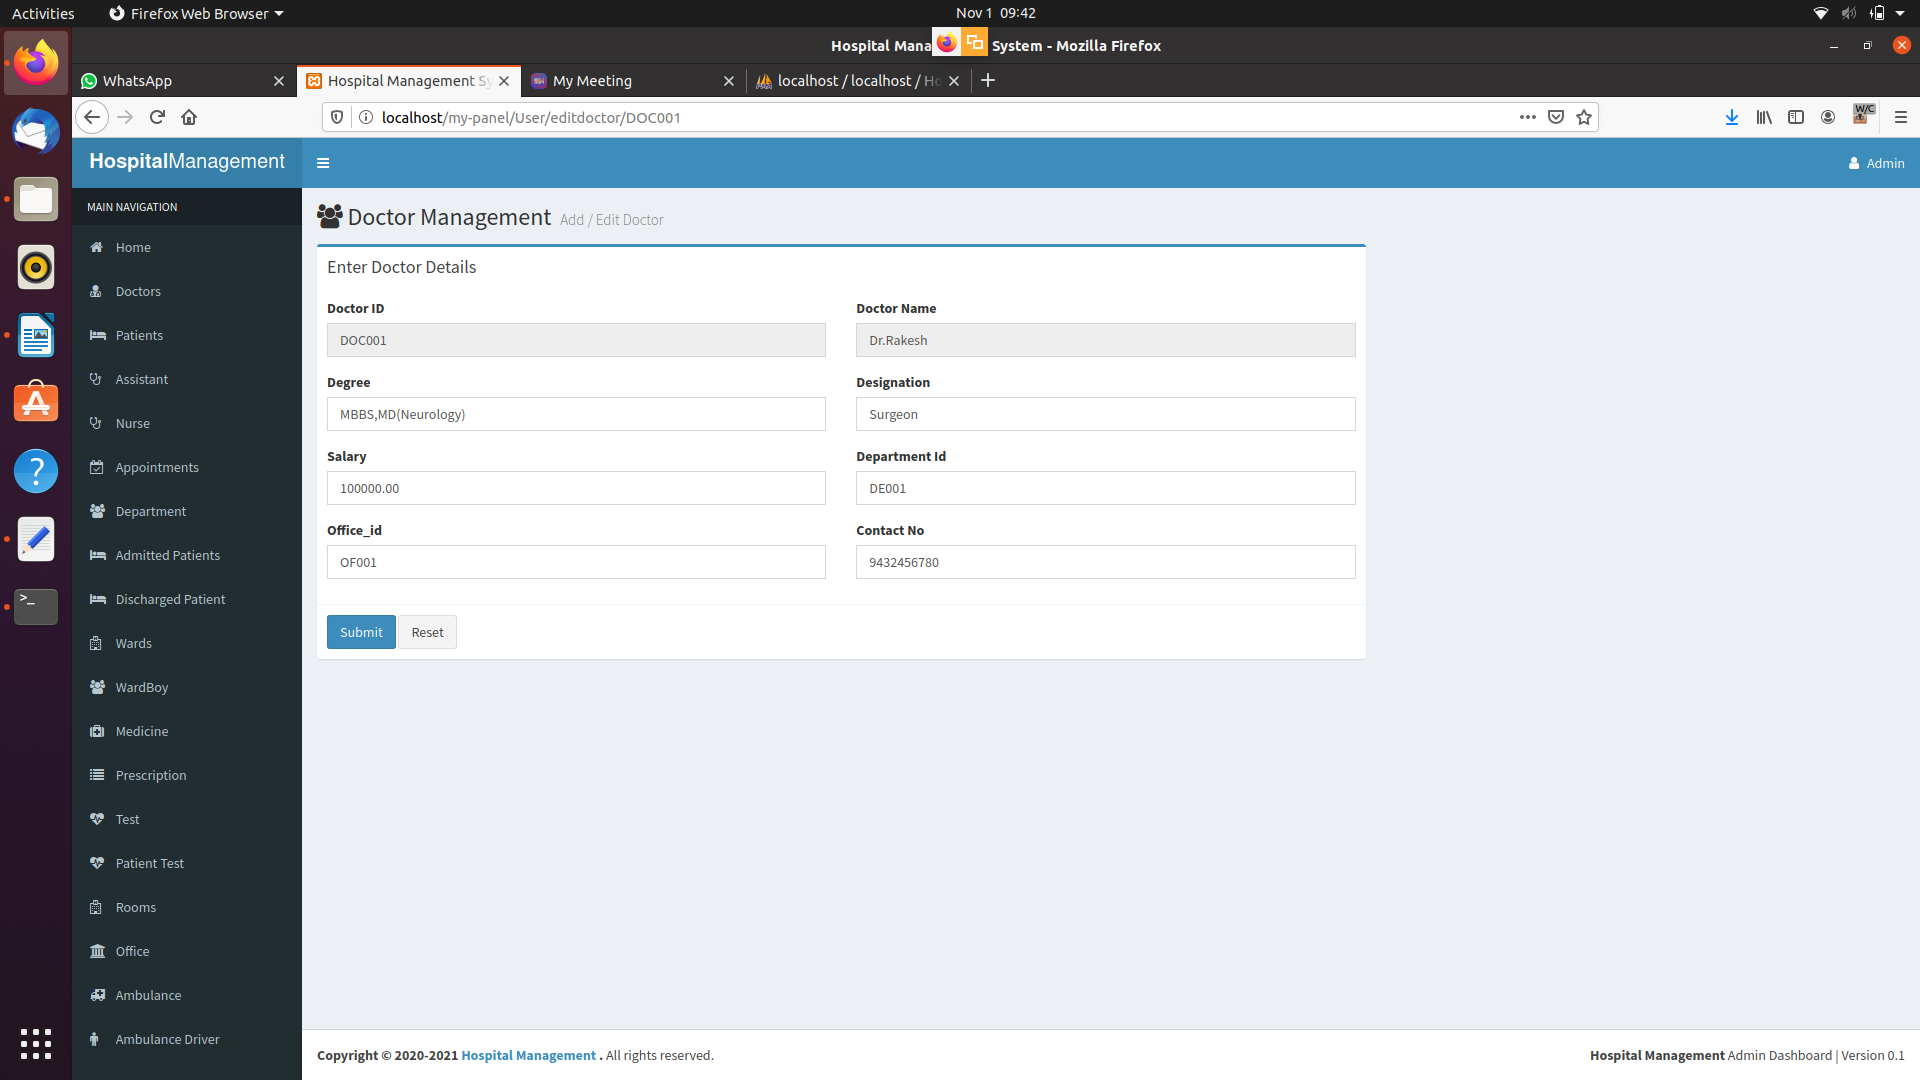 Activities
Firefox Web Browser
Nov 1 09:42
Hospital Mana System - Mozilla Firefox
WhatsApp
Hospital Management Sy
My Meeting
localhost / localhost / Ho
localhost/my-panel/User/editdoctor/DOC001
W/C
HospitalManagement
Admin
MAIN NAVIGATION
Home
Doctors
Patients
Assistant
Nurse
Appointments
Department
Admitted Patients
Discharged Patient
Wards
WardBoy
Medicine
Prescription
Test
Patient Test
Rooms
Office
Ambulance
Ambulance Driver
Doctor Management Add / Edit Doctor
Enter Doctor Details
Doctor ID
DOC001
Doctor Name
Dr.Rakesh
Degree
MBBS,MD(Neurology)
Designation
Surgeon
Salary
100000.00
Department Id
DE001
Office_id
OF001
Contact No
9432456780
Submit
Reset
Copyright © 2020-2021 Hospital Management . All rights reserved.
Hospital Management Admin Dashboard | Version 0.1